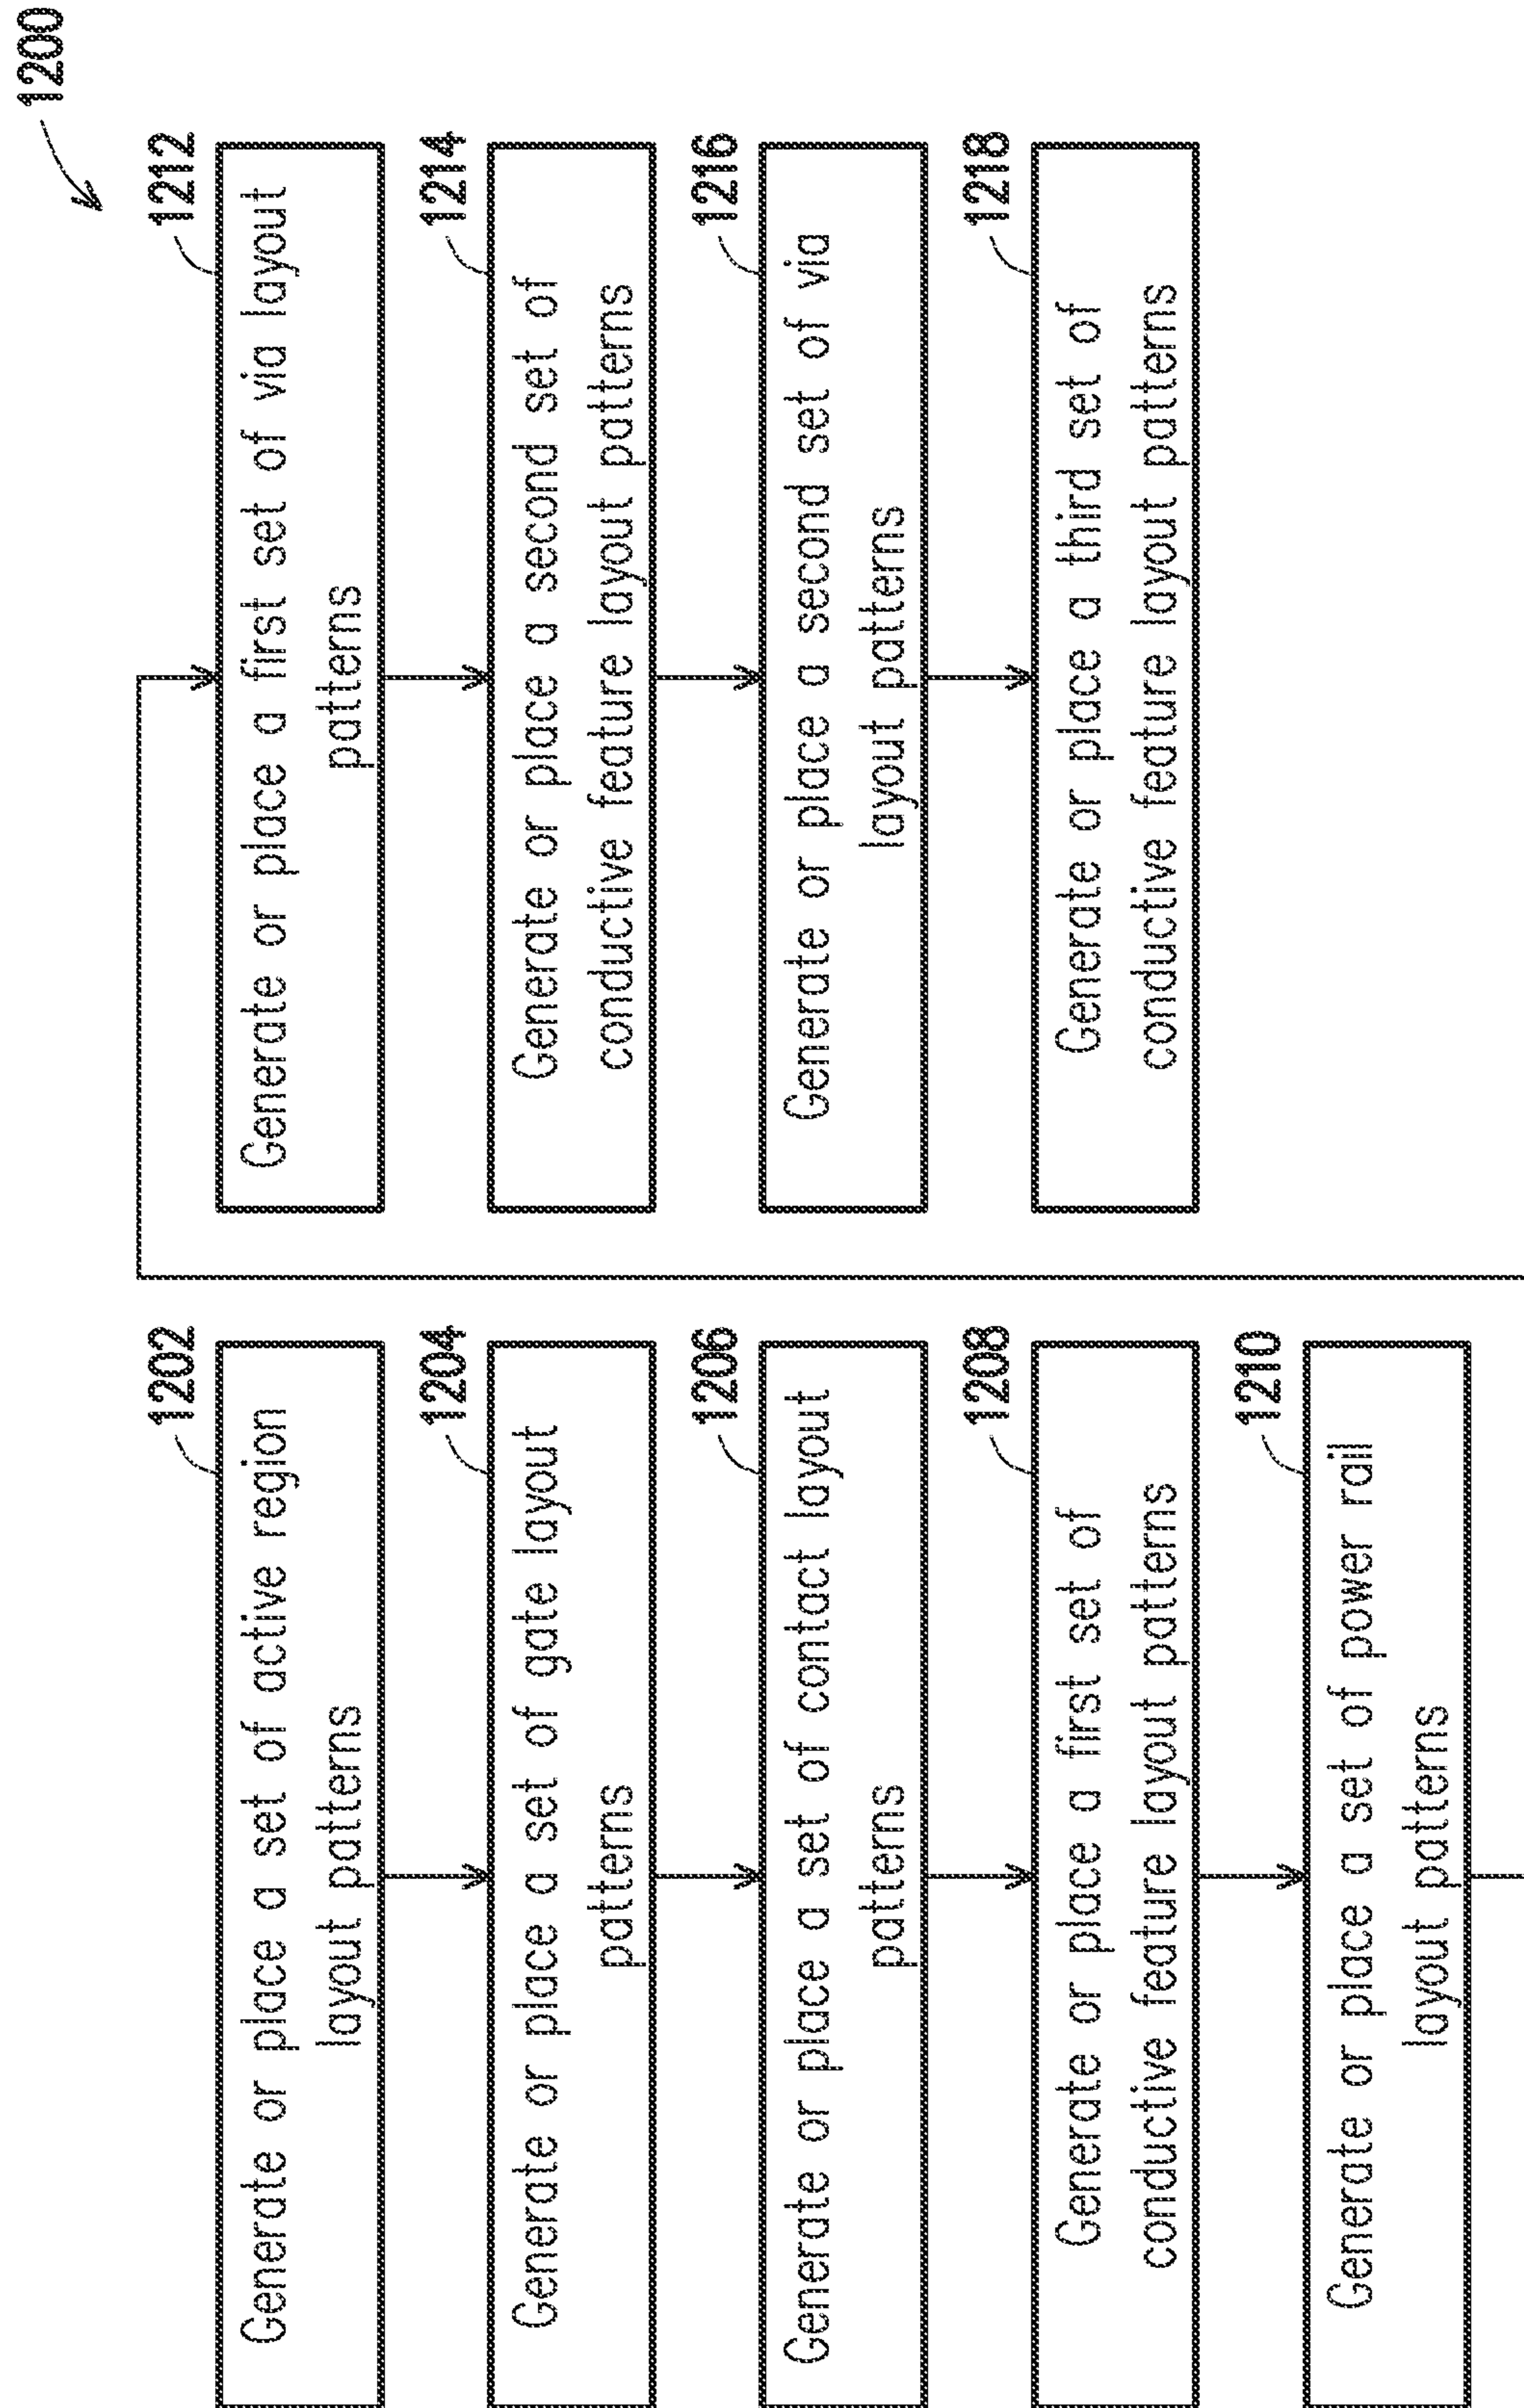 1200
1202
Generate or place a set of active region
layout patterns
1204
Generate or place a set of gate layout
patterns
1206
Generate or place a set of contact layout
patterns
1208
Generate or place a first set of
conductive feature layout patterns
1210
Generate or place a set of power rail
layout patterns
1212
Generate or place a first set of via layout
patterns
1214
Generate or place a second set of
conductive feature layout patterns
1216
Generate or place a second set of via
layout patterns
1218
Generate or place a third set of
conductive feature layout patterns